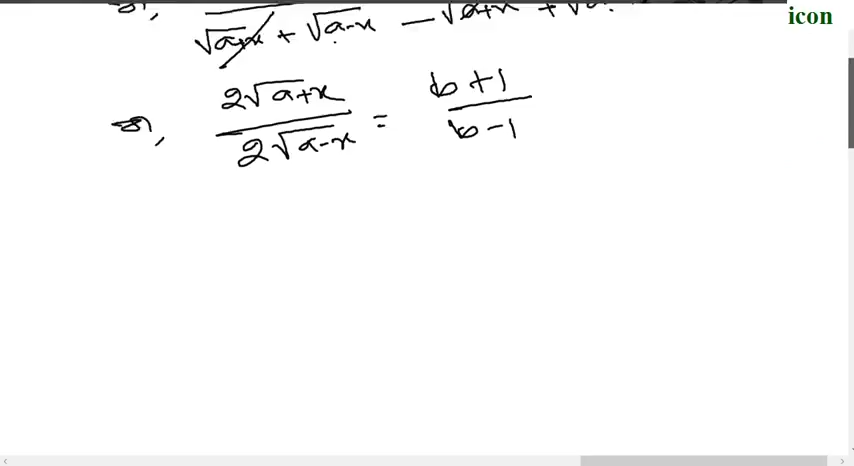 icon
বা,
√a+x + √a-x - √a+x + √a-x
বা, 2√a+x / 2√a-x = b+1 / b-1